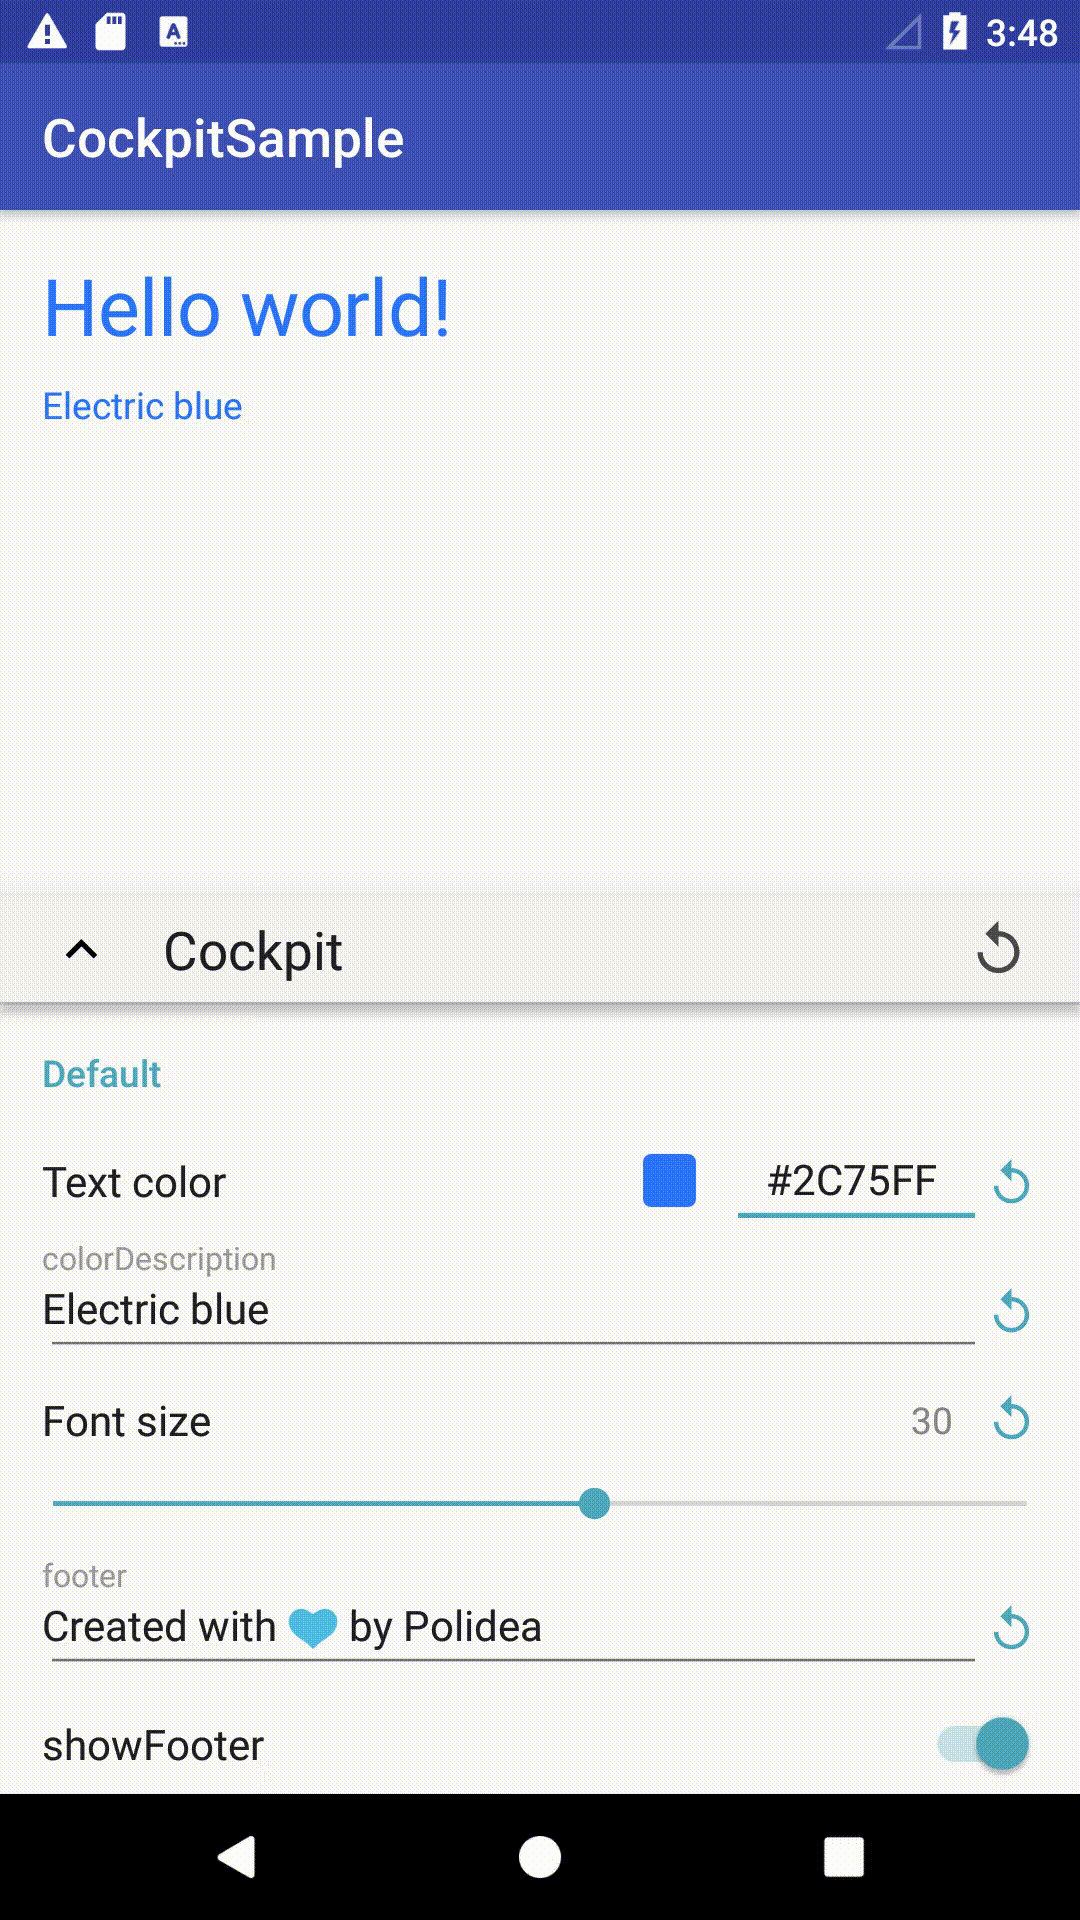 3:48
CockpitSample
Hello world!
Electric blue
Cockpit
Default
Text color #2C75FF
colorDescription
Electric blue
Font size 30
footer
Created with by Polidea
showFooter